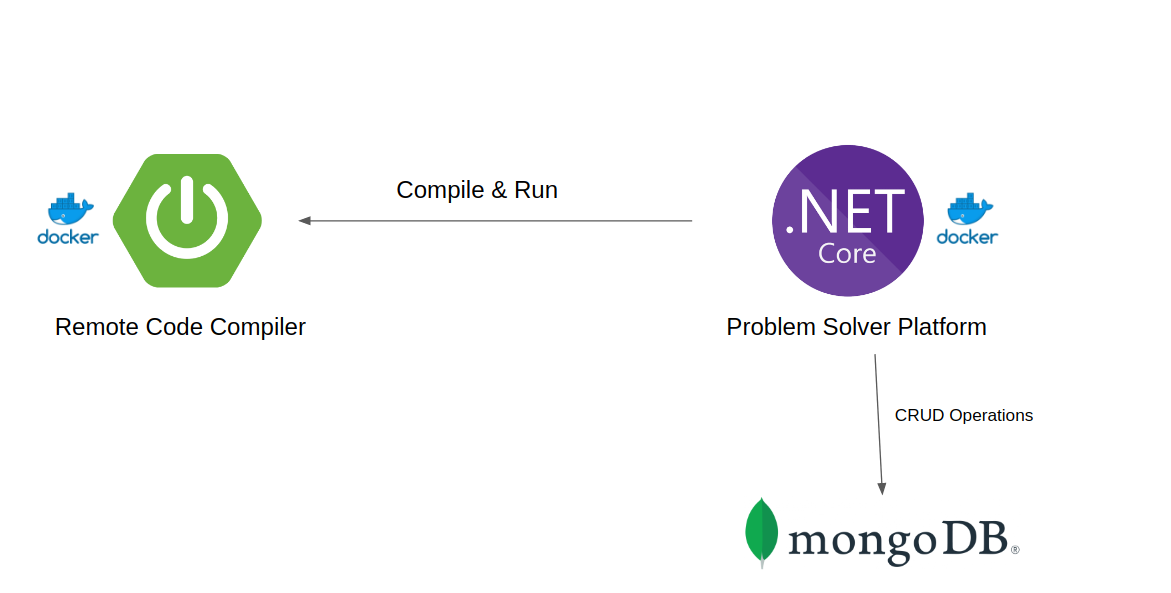 Compile & Run
docker
.NET
Core
docker
Remote Code Compiler
Problem Solver Platform
CRUD Operations
mongoDB®